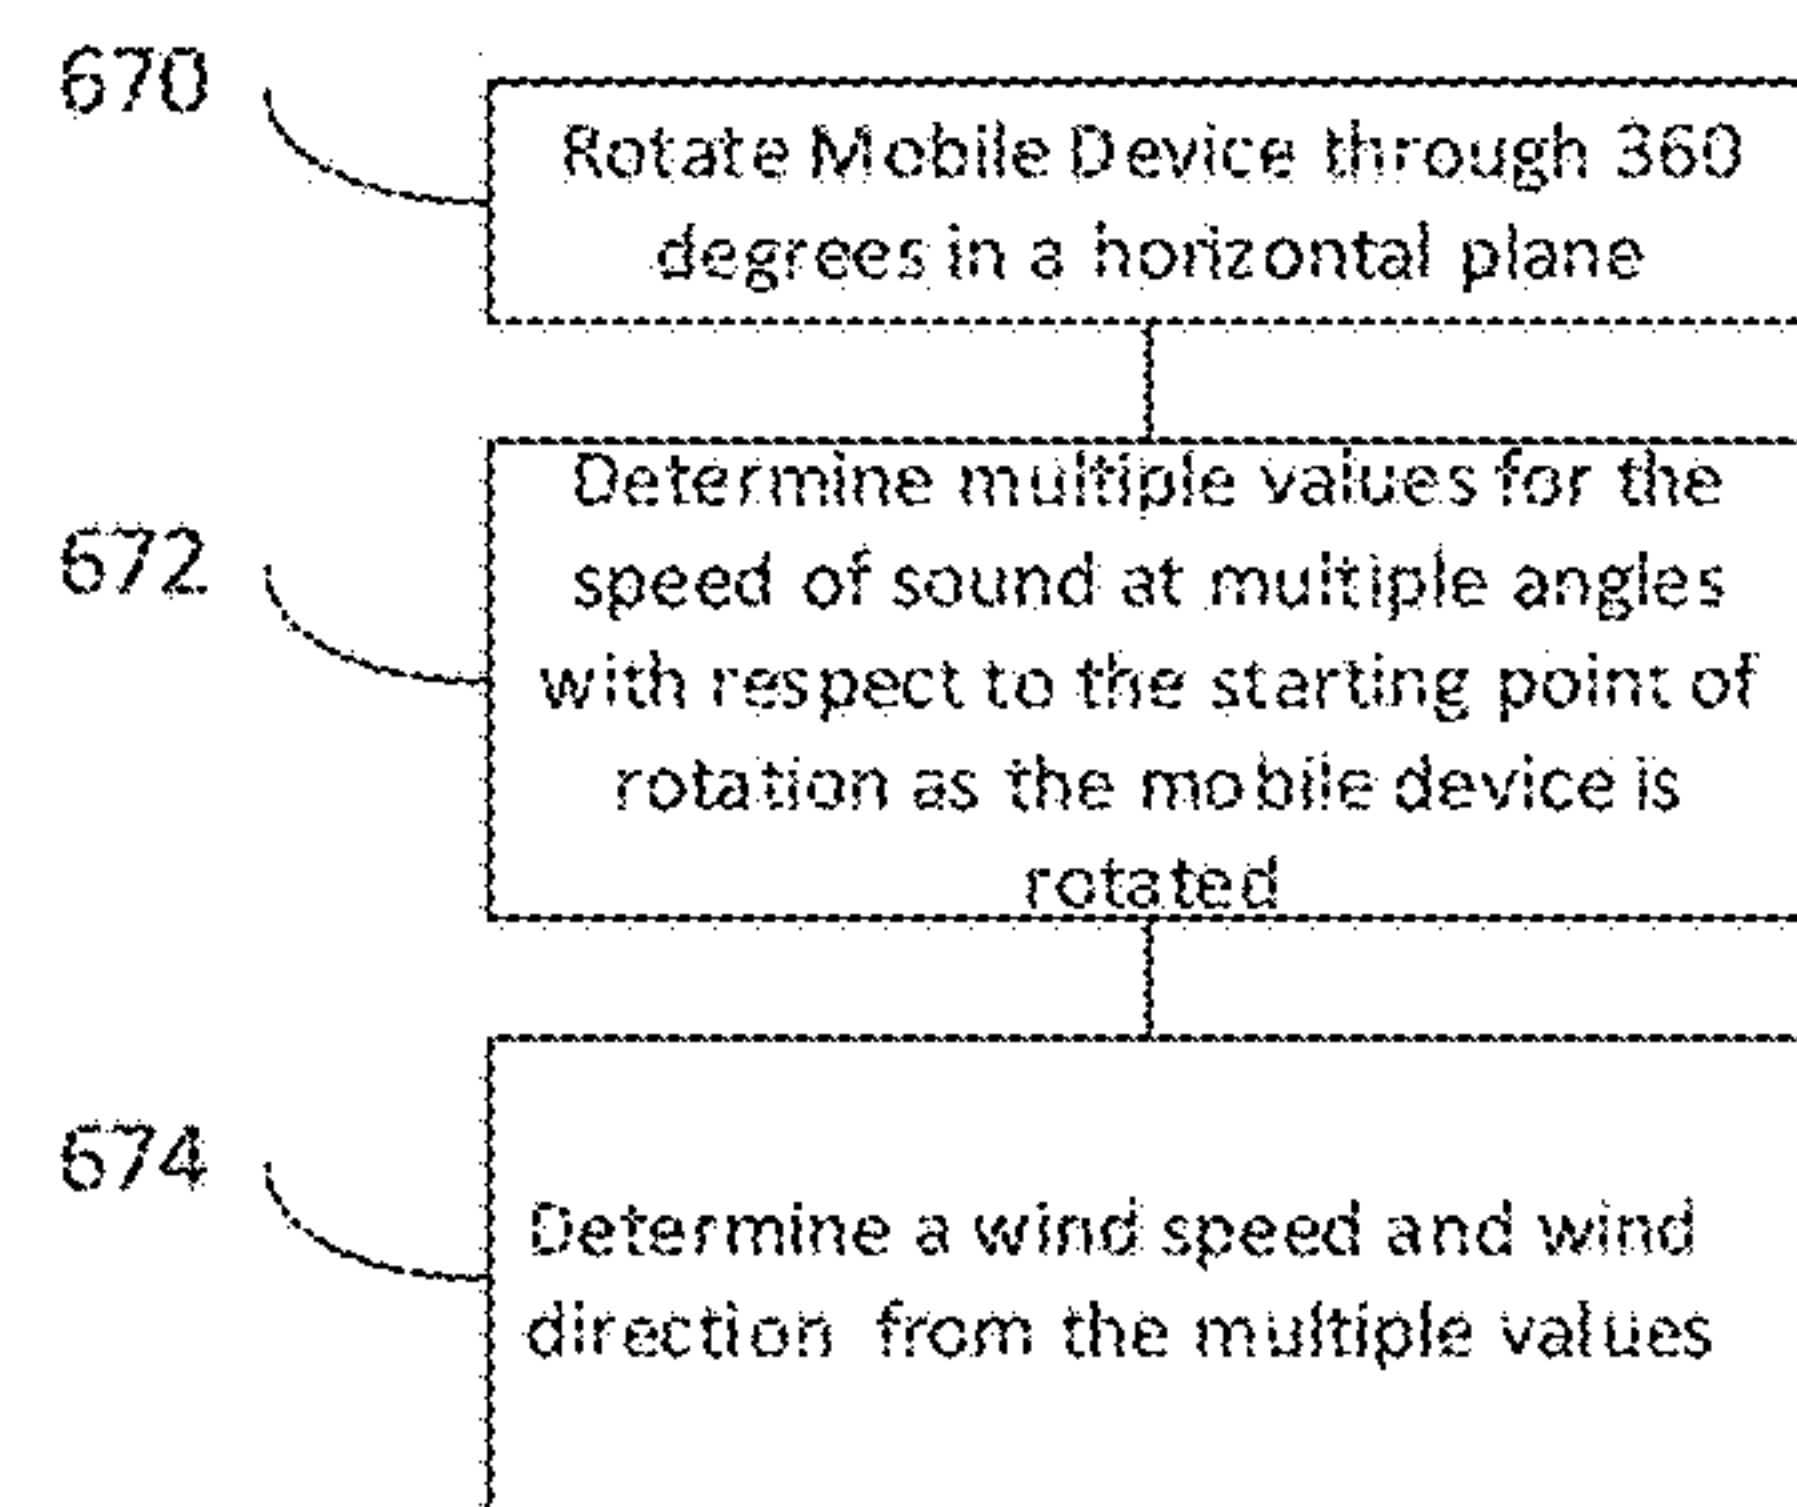 670
Rotate Mobile Device through 360
degrees in a horizontal plane
672
Determine multiple values for the
speed of sound at multiple angles
with respect to the starting point of
rotation as the mobile device is
rotated
674
Determine a wind speed and wind
direction from the multiple values